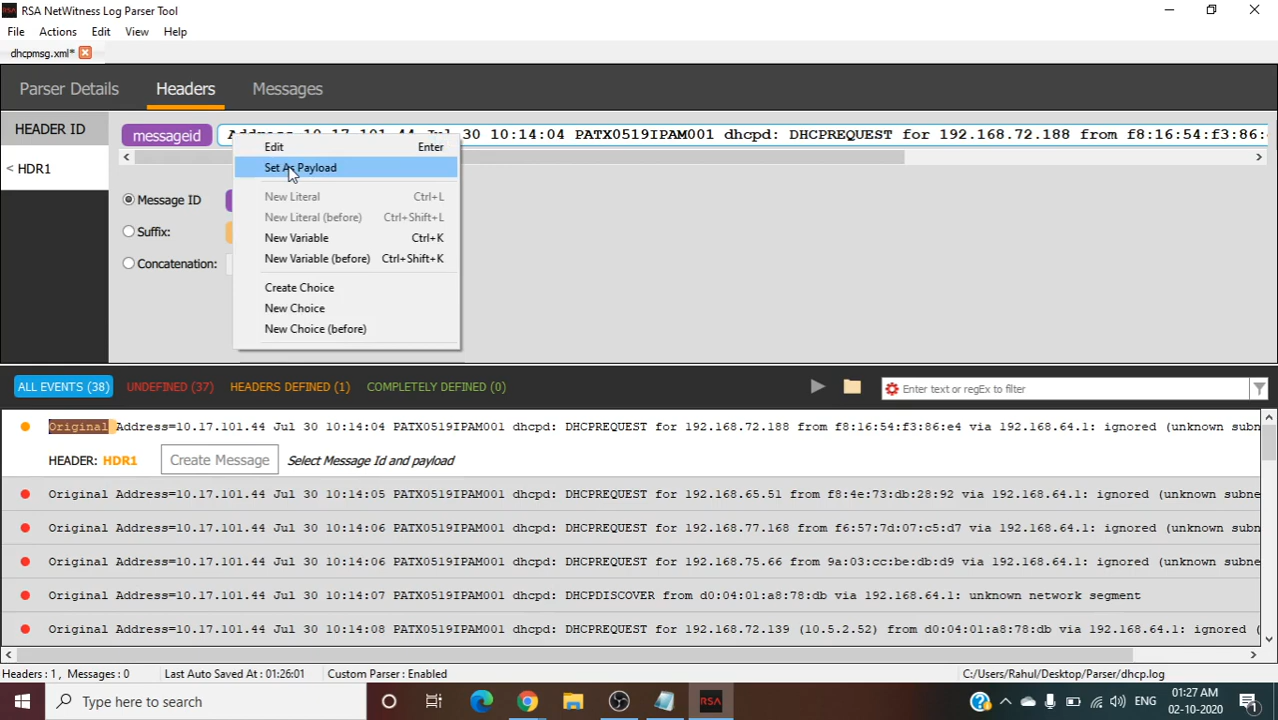 RSA NetWitness Log Parser Tool
File Actions Edit View Help
dhcpmsg.xml*
Parser Details Headers Messages
HEADER ID
messageid Address=10.17.101.44 Jul 30 10:14:04 PATX0519IPAM001 dhcpd: DHCPREQUEST for 192.168.72.188 from f8:16:54:f3:86:
< HDR1
Message ID
Suffix:
Concatenation:
Edit Enter
Set As Payload
New Literal Ctrl+L
New Literal (before) Ctrl+Shift+L
New Variable Ctrl+K
New Variable (before) Ctrl+Shift+K
Create Choice
New Choice
New Choice (before)
ALL EVENTS (38) UNDEFINED (37) HEADERS DEFINED (1) COMPLETELY DEFINED (0) Enter text or regEx to filter
Original Address=10.17.101.44 Jul 30 10:14:04 PATX0519IPAM001 dhcpd: DHCPREQUEST for 192.168.72.188 from f8:16:54:f3:86:e4 via 192.168.64.1: ignored (unknown subn
HEADER: HDR1 Create Message Select Message Id and payload
Original Address=10.17.101.44 Jul 30 10:14:05 PATX0519IPAM001 dhcpd: DHCPREQUEST for 192.168.65.51 from f8:4e:73:db:28:92 via 192.168.64.1: ignored (unknown subne
Original Address=10.17.101.44 Jul 30 10:14:06 PATX0519IPAM001 dhcpd: DHCPREQUEST for 192.168.77.168 from f6:57:7d:07:c5:d7 via 192.168.64.1: ignored (unknown subn
Original Address=10.17.101.44 Jul 30 10:14:06 PATX0519IPAM001 dhcpd: DHCPREQUEST for 192.168.75.66 from 9a:03:cc:be:db:d9 via 192.168.64.1: ignored (unknown subne
Original Address=10.17.101.44 Jul 30 10:14:07 PATX0519IPAM001 dhcpd: DHCPDISCOVER from d0:04:01:a8:78:db via 192.168.64.1: unknown network segment
Original Address=10.17.101.44 Jul 30 10:14:08 PATX0519IPAM001 dhcpd: DHCPREQUEST for 192.168.72.139 (10.5.2.52) from d0:04:01:a8:78:db via 192.168.64.1: ignored (
Headers : 1 , Messages : 0 Last Auto Saved At : 01:26:01 Custom Parser : Enabled C:/Users/Rahul/Desktop/Parser/dhcp.log
Type here to search RSA ENG 01:27 AM
02-10-2020 1